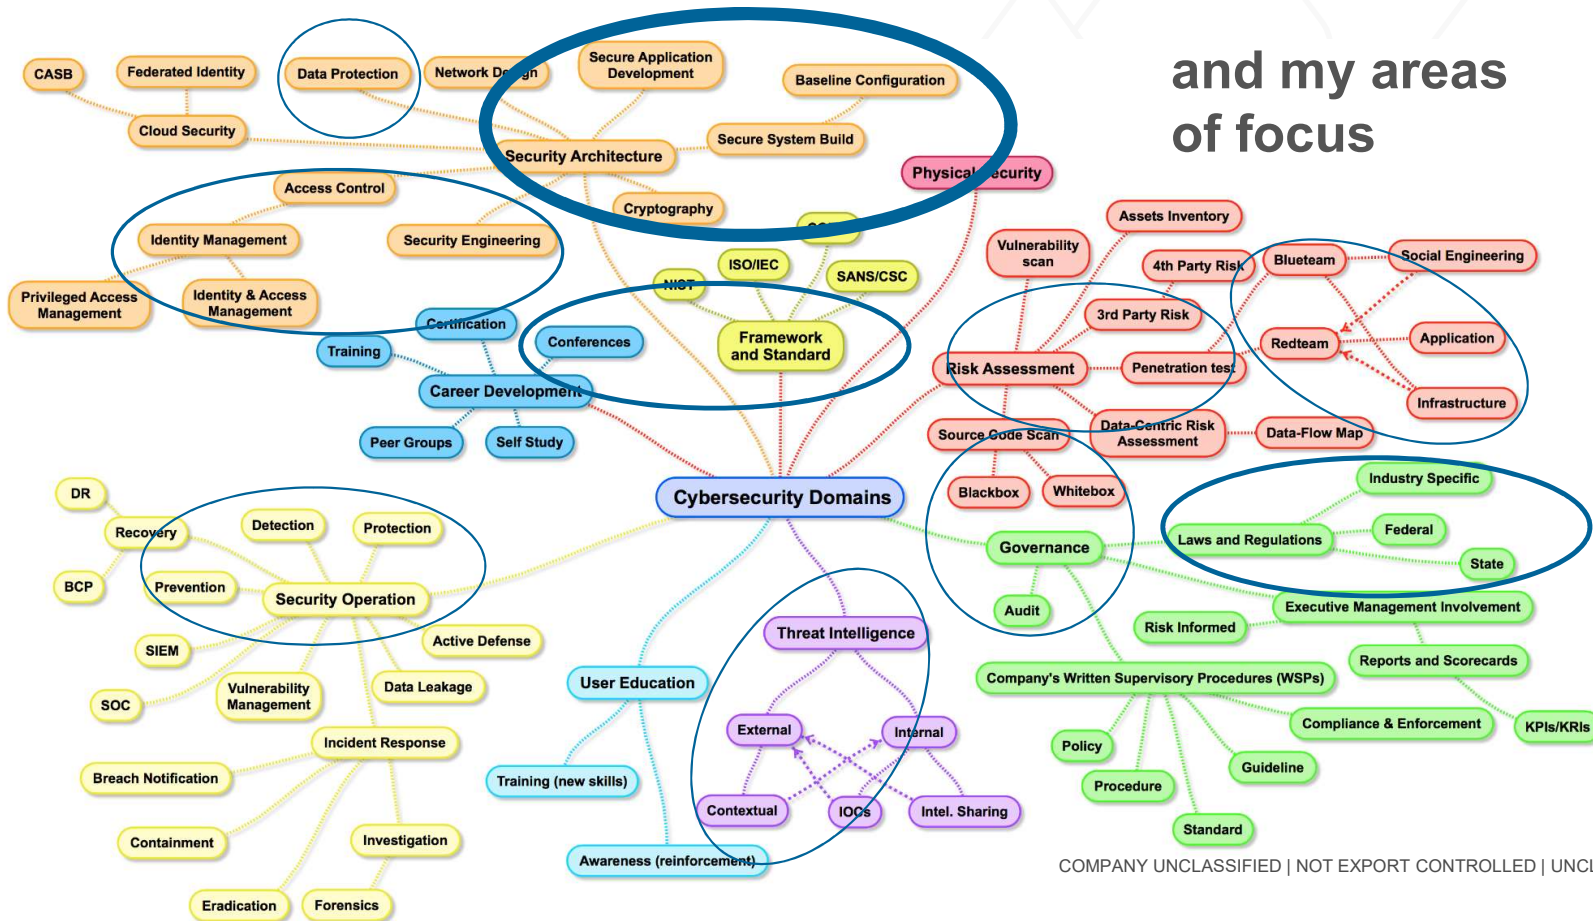 and my areas
of focus
CASB
Federated Identity
Data Protection
Network Design
Secure Application
Development
Baseline Configuration
Cloud Security
Secure System Build
Security Architecture
Physical Security
Access Control
Cryptography
Identity Management
Security Engineering
Privileged Access
Management
Identity & Access
Management
NIST
ISO/IEC
SANS/CSC
Framework
and Standard
Certification
Training
Conferences
Career Development
Peer Groups
Self Study
Assets Inventory
Vulnerability
scan
4th Party Risk
Blueteam
Social Engineering
3rd Party Risk
Redteam
Application
Risk Assessment
Penetration test
Infrastructure
Source Code Scan
Data-Centric Risk
Assessment
Data-Flow Map
Blackbox
Whitebox
Cybersecurity Domains
Industry Specific
Governance
Laws and Regulations
Federal
State
Audit
Executive Management Involvement
Risk Informed
Reports and Scorecards
Company's Written Supervisory Procedures (WSPs)
Compliance & Enforcement
KPIs/KRIs
Policy
Guideline
Procedure
Standard
DR
Detection
Protection
Recovery
BCP
Prevention
Security Operation
SIEM
Active Defense
SOC
Vulnerability
Management
Data Leakage
Incident Response
Breach Notification
Containment
Investigation
Eradication
Forensics
User Education
Training (new skills)
Awareness (reinforcement)
Threat Intelligence
External
Internal
Contextual
IOCs
Intel. Sharing
COMPANY UNCLASSIFIED | NOT EXPORT CONTROLLED | UNCL